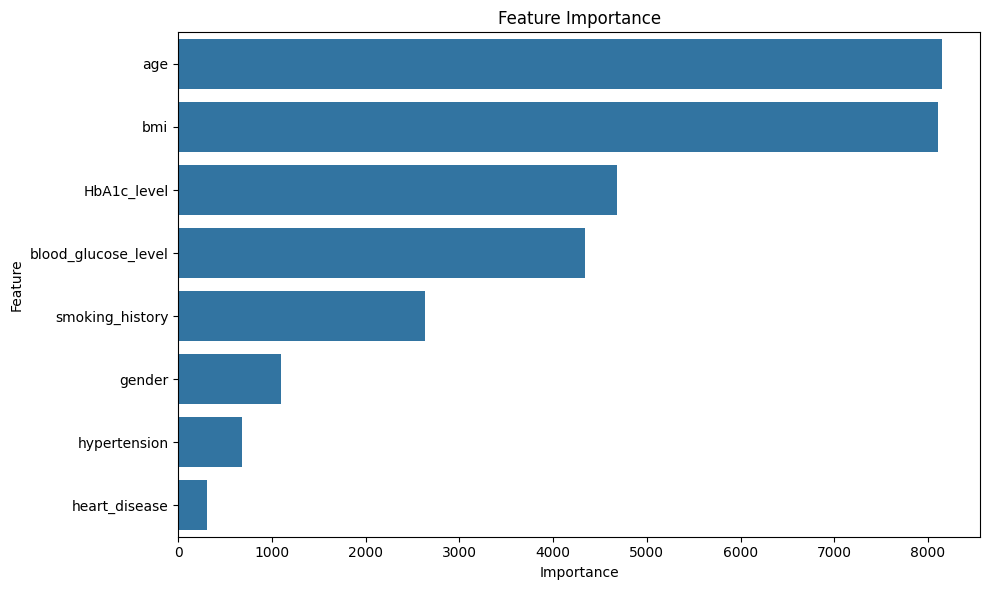 Feature Importance
age
bmi
HbA1c_level
blood_glucose_level
smoking_history
gender
hypertension
heart_disease
Feature
0 1000 2000 3000 4000 5000 6000 7000 8000
Importance